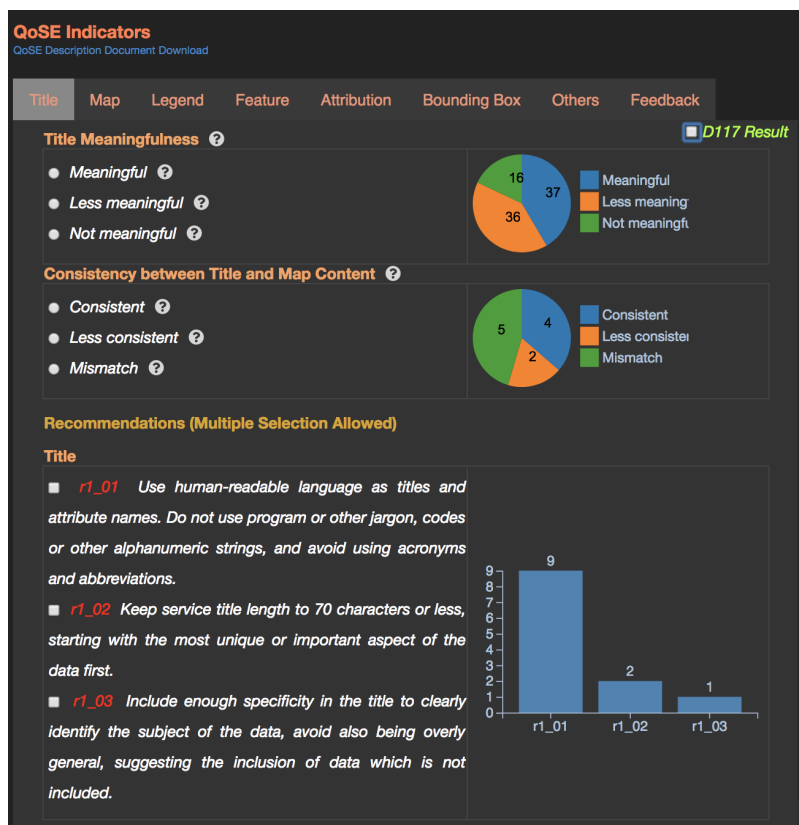 QoSE Indicators
QoSE Description Document Download
Title Map Legend Feature Attribution Bounding Box Others Feedback
D117 Result
Title Meaningfulness ?
Meaningful ?
Less meaningful ?
Not meaningful ?
16
37
36
Meaningful
Less meaning
Not meaningfu
Consistency between Title and Map Content ?
Consistent ?
Less consistent ?
Mismatch ?
5
4
2
Consistent
Less consister
Mismatch
Recommendations (Multiple Selection Allowed)
Title
r1_01 Use human-readable language as titles and
attribute names. Do not use program or other jargon, codes
or other alphanumeric strings, and avoid using acronyms
and abbreviations.
r1_02 Keep service title length to 70 characters or less,
starting with the most unique or important aspect of the
data first.
r1_03 Include enough specificity in the title to clearly
identify the subject of the data, avoid also being overly
general, suggesting the inclusion of data which is not
included.
9
2
1
9
8
7
6
5
4
3
2
1
0
r1_01 r1_02 r1_03